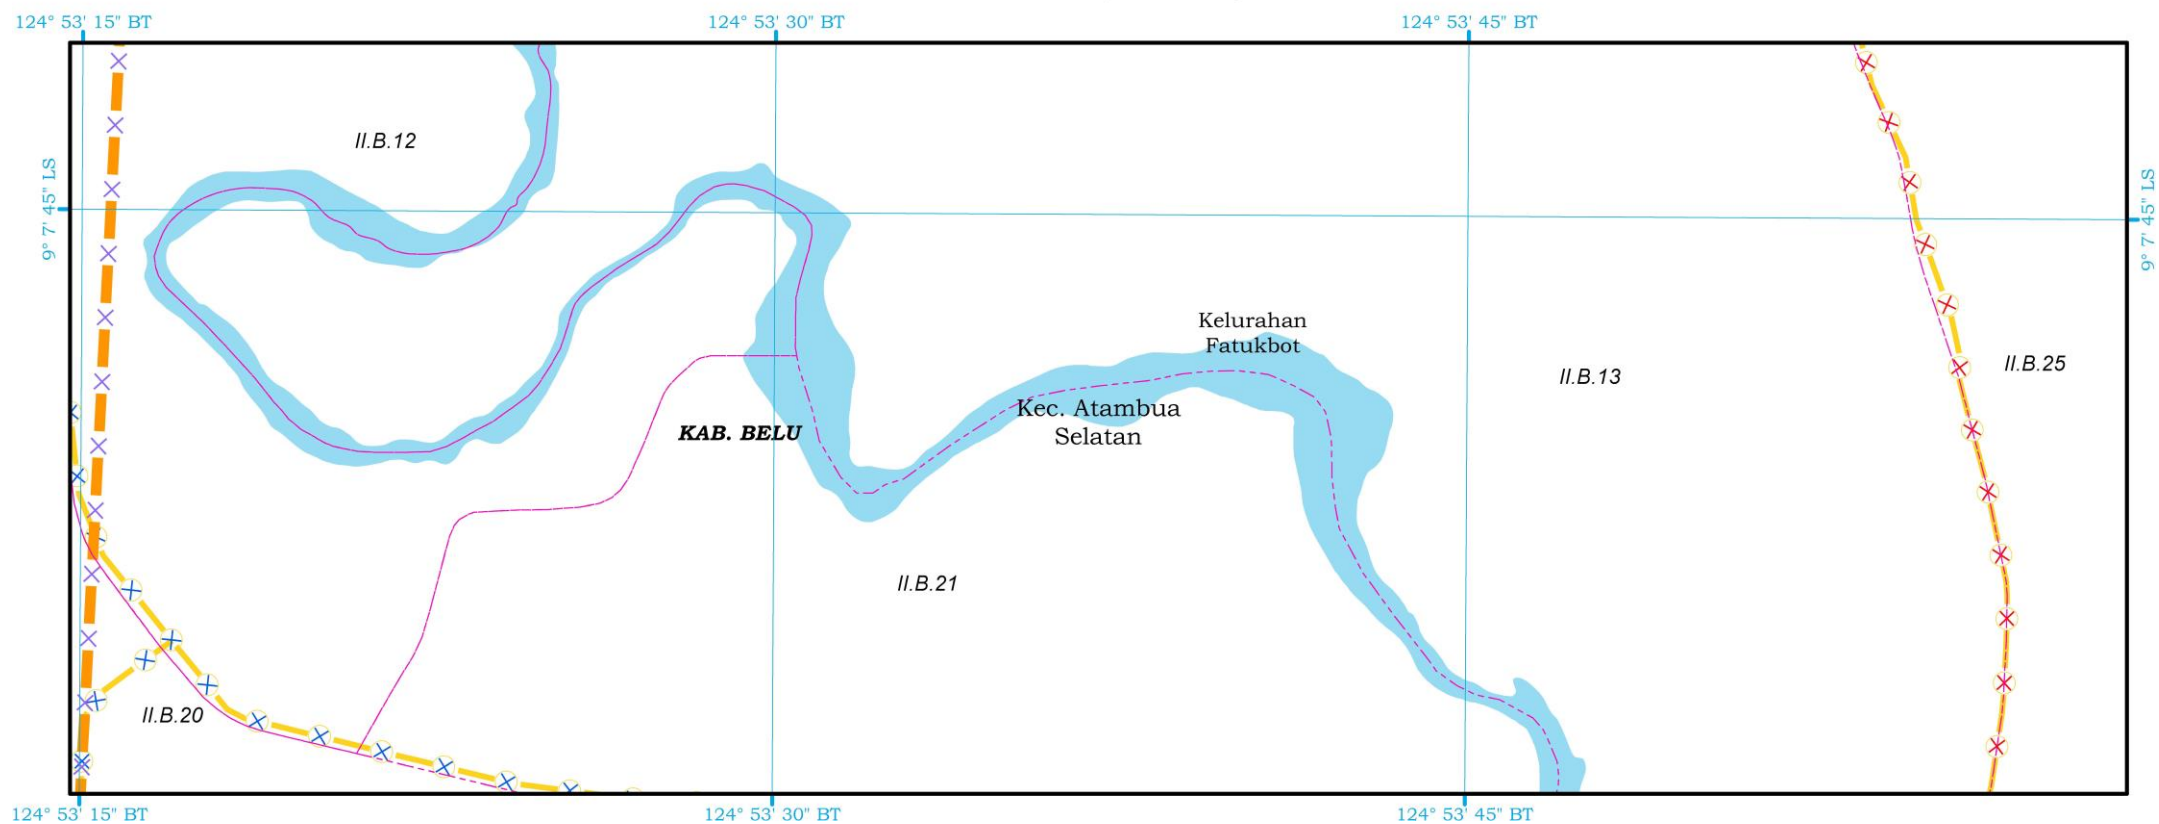 124° 53' 15" BT
124° 53' 30" BT
124° 53' 45" BT
II.B.12
9° 7' 45" LS
9° 7' 45" LS
Kelurahan
Fatukbot
II.B.13
II.B.25
Kec. Atambua
Selatan
KAB. BELU
II.B.21
II.B.20
124° 53' 15" BT
124° 53' 30" BT
124° 53' 45" BT